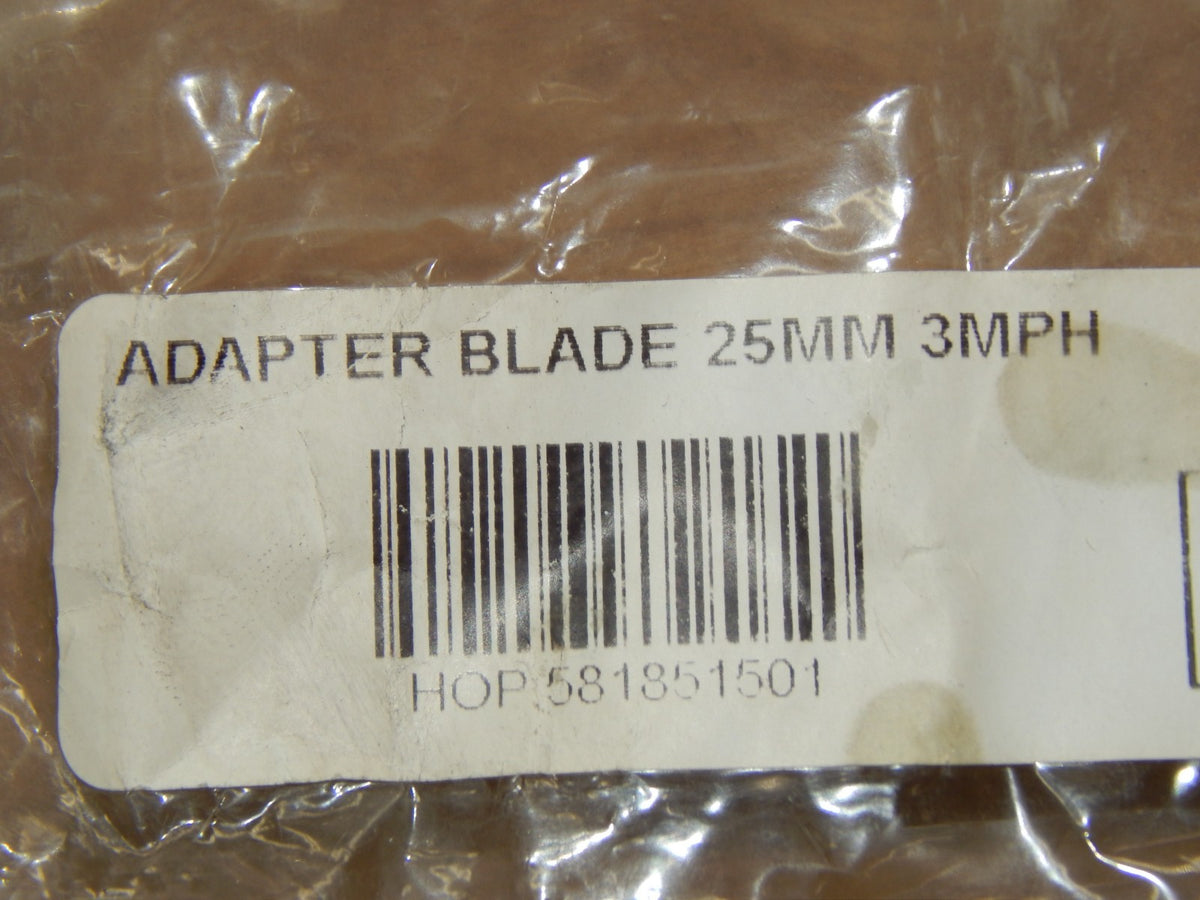 ADAPTER BLADE 25MM 3MPH
HOP 581851501